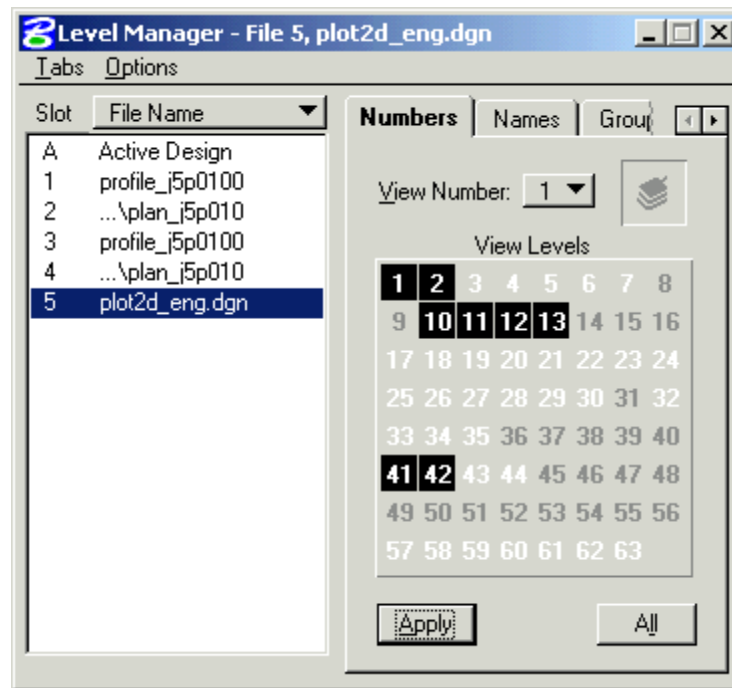 Level Manager - File 5, plot2d_eng.dgn
Tabs Options
Slot File Name
A Active Design
1 profile_j5p0100
2 ...\plan_j5p010
3 profile_j5p0100
4 ...\plan_j5p010
5 plot2d_eng.dgn
Numbers Names Group
View Number: 1
View Levels
1 2 3 4 5 6 7 8
9 10 11 12 13 14 15 16
17 18 19 20 21 22 23 24
25 26 27 28 29 30 31 32
33 34 35 36 37 38 39 40
41 42 43 44 45 46 47 48
49 50 51 52 53 54 55 56
57 58 59 60 61 62 63
Apply All